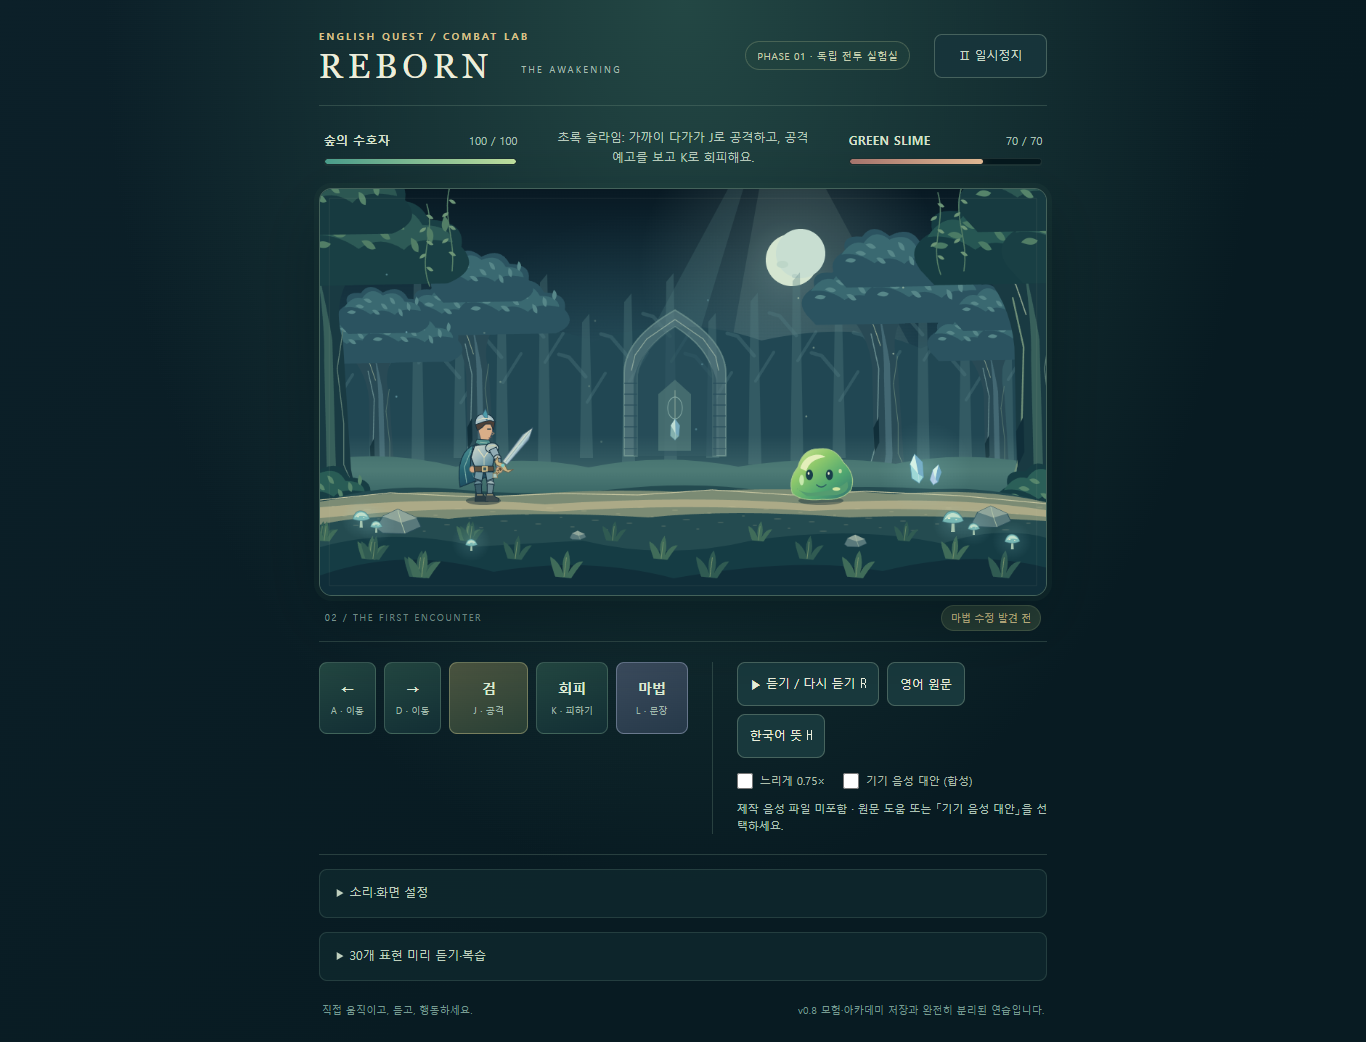 ENGLISH QUEST / COMBAT LAB
REBORN THE AWAKENING
PHASE 01 · 독립 전투 실험실
Ⅱ 일시정지
숲의 수호자 100 / 100
초록 슬라임: 가까이 다가가 J로 공격하고, 공격
예고를 보고 K로 회피해요.
GREEN SLIME 70 / 70
02 / THE FIRST ENCOUNTER
마법 수정 발견 전
←
A · 이동
→
D · 이동
검
J · 공격
회피
K · 피하기
마법
L · 문장
▶ 듣기 / 다시 듣기 R
영어 원문
한국어 뜻 H
느리게 0.75×
기기 음성 대안 (합성)
제작 음성 파일 미포함 · 원문 도움 또는 「기기 음성 대안」을 선
택하세요.
▶ 소리·화면 설정
▶ 30개 표현 미리 듣기·복습
직접 움직이고, 듣고, 행동하세요.
v0.8 모험·아카데미 저장과 완전히 분리된 연습입니다.